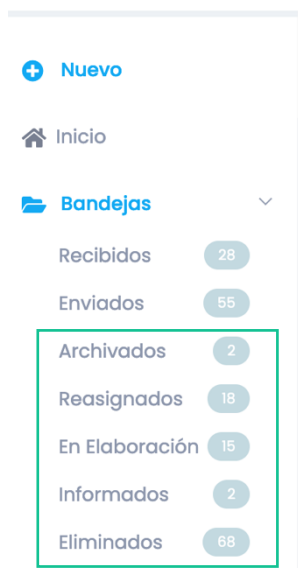 Nuevo
Inicio
Bandejas
Recibidos 28
Enviados 55
Archivados 2
Reasignados 18
En Elaboración 15
Informados 2
Eliminados 68